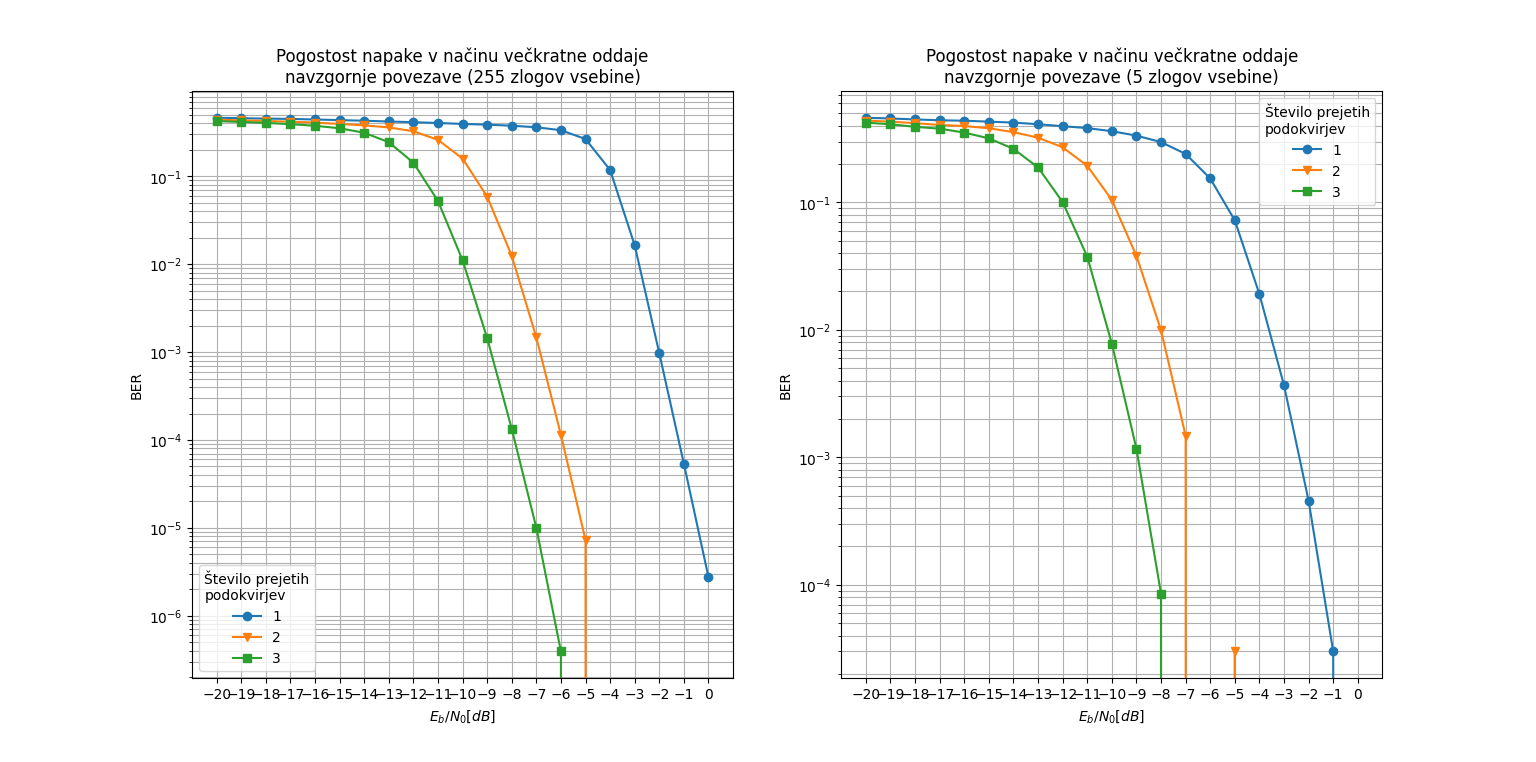 Pogostost napake v načinu večkratne oddaje
navzgornje povezave (255 zlogov vsebine)
BER
10⁻¹
10⁻²
10⁻³
10⁻⁴
10⁻⁵
10⁻⁶
Število prejetih
podokvirjev
1
2
3
−20 −19 −18 −17 −16 −15 −14 −13 −12 −11 −10 −9 −8 −7 −6 −5 −4 −3 −2 −1 0
E_b/N_0[dB]
Pogostost napake v načinu večkratne oddaje
navzgornje povezave (5 zlogov vsebine)
Število prejetih
podokvirjev
1
2
3
BER
10⁻¹
10⁻²
10⁻³
10⁻⁴
−20 −19 −18 −17 −16 −15 −14 −13 −12 −11 −10 −9 −8 −7 −6 −5 −4 −3 −2 −1 0
E_b/N_0[dB]